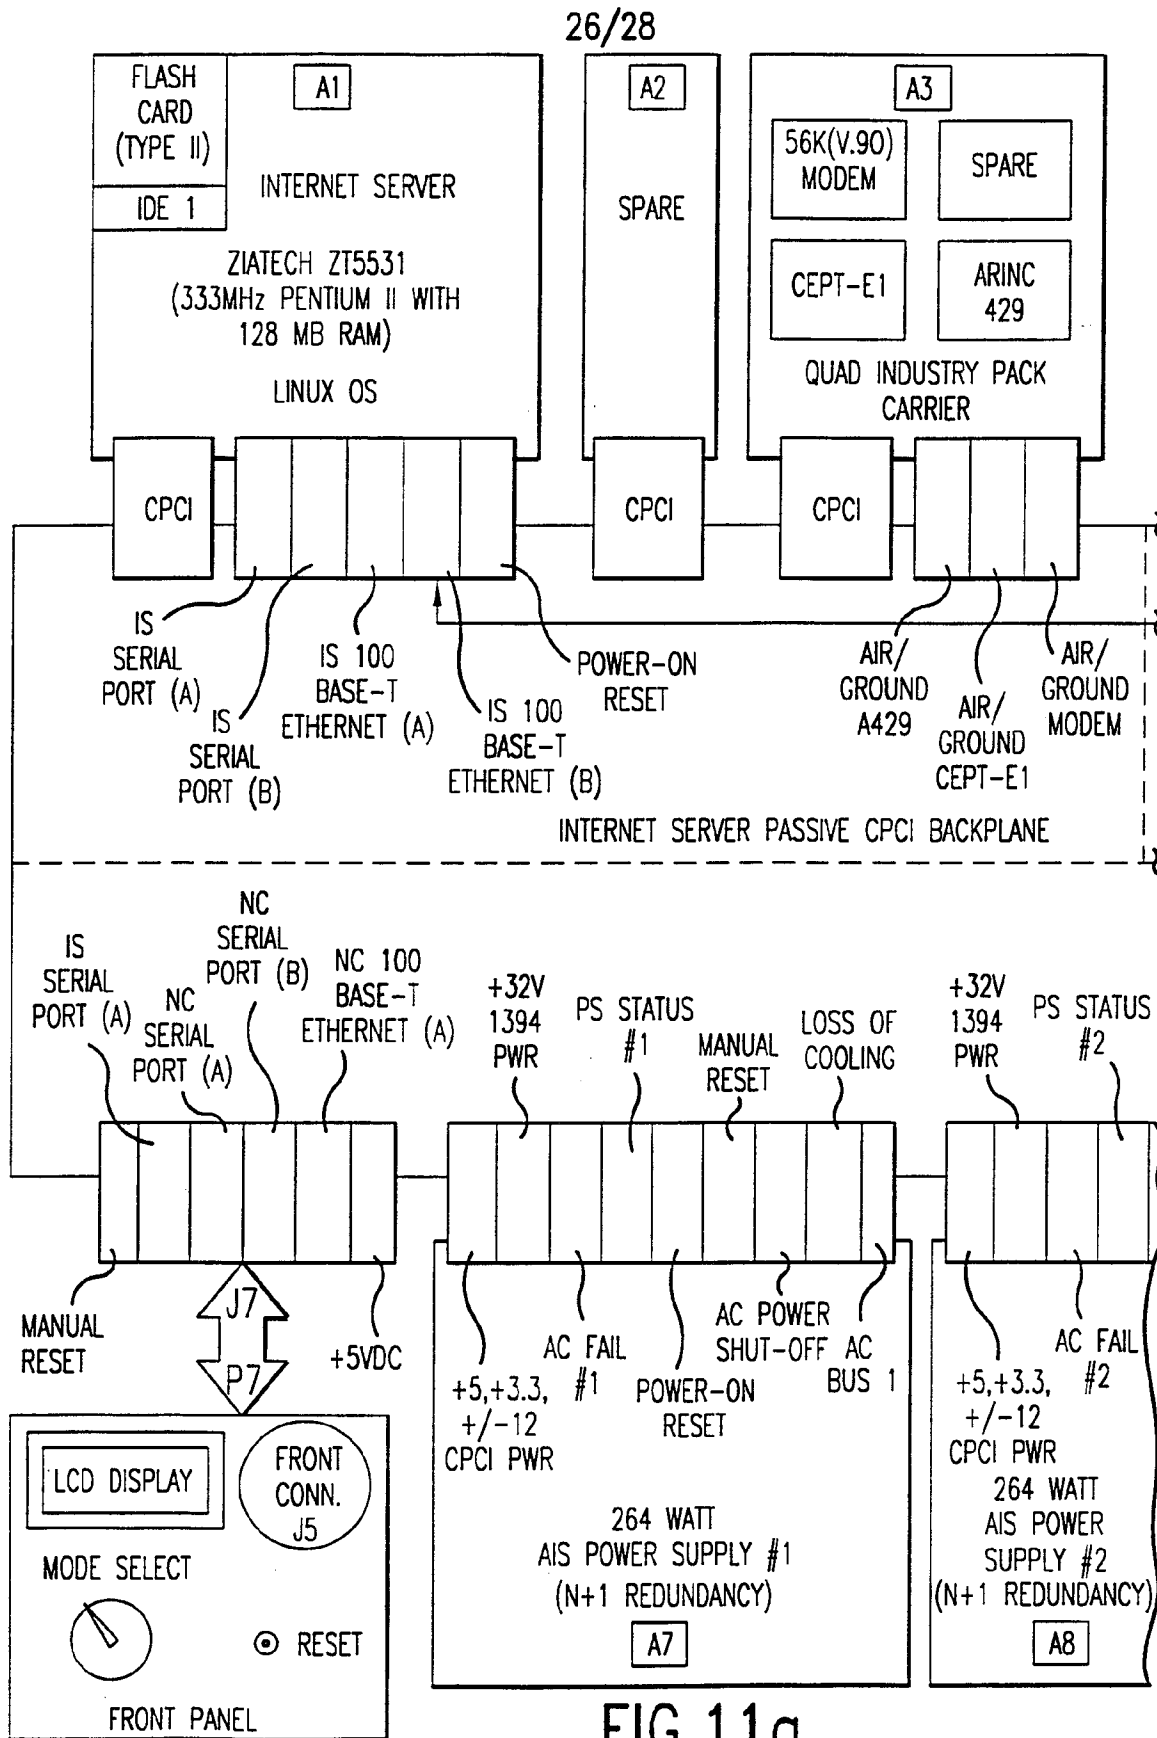 26/28
FLASH
CARD
(TYPE II)
IDE 1
A1
INTERNET SERVER
ZIATECH ZT5531
(333MHz PENTIUM II WITH
128 MB RAM)
LINUX OS
A2
SPARE
A3
56K(V.90)
MODEM
SPARE
CEPT-E1
ARINC
429
QUAD INDUSTRY PACK
CARRIER
CPCI
CPCI
CPCI
IS
SERIAL
PORT (A)
IS
SERIAL
PORT (B)
IS 100
BASE-T
ETHERNET (A)
IS 100
BASE-T
ETHERNET (B)
POWER-ON
RESET
AIR/
GROUND
A429
AIR/
GROUND
CEPT-E1
AIR/
GROUND
MODEM
INTERNET SERVER PASSIVE CPCI BACKPLANE
IS
SERIAL
PORT (A)
NC
SERIAL
PORT (A)
NC
SERIAL
PORT (B)
NC 100
BASE-T
ETHERNET (A)
+32V
1394
PWR
PS STATUS
#1
MANUAL
RESET
LOSS OF
COOLING
+32V
1394
PWR
PS STATUS
#2
MANUAL
RESET
J7
P7
+5VDC
+5,+3.3,
+/-12
CPCI PWR
AC FAIL
#1
POWER-ON
RESET
AC POWER
SHUT-OFF
AC
BUS 1
+5,+3.3,
+/-12
CPCI PWR
AC FAIL
#2
LCD DISPLAY
FRONT
CONN.
J5
MODE SELECT
RESET
FRONT PANEL
264 WATT
AIS POWER SUPPLY #1
(N+1 REDUNDANCY)
A7
264 WATT
AIS POWER
SUPPLY #2
(N+1 REDUNDANCY)
A8
FIG.11a